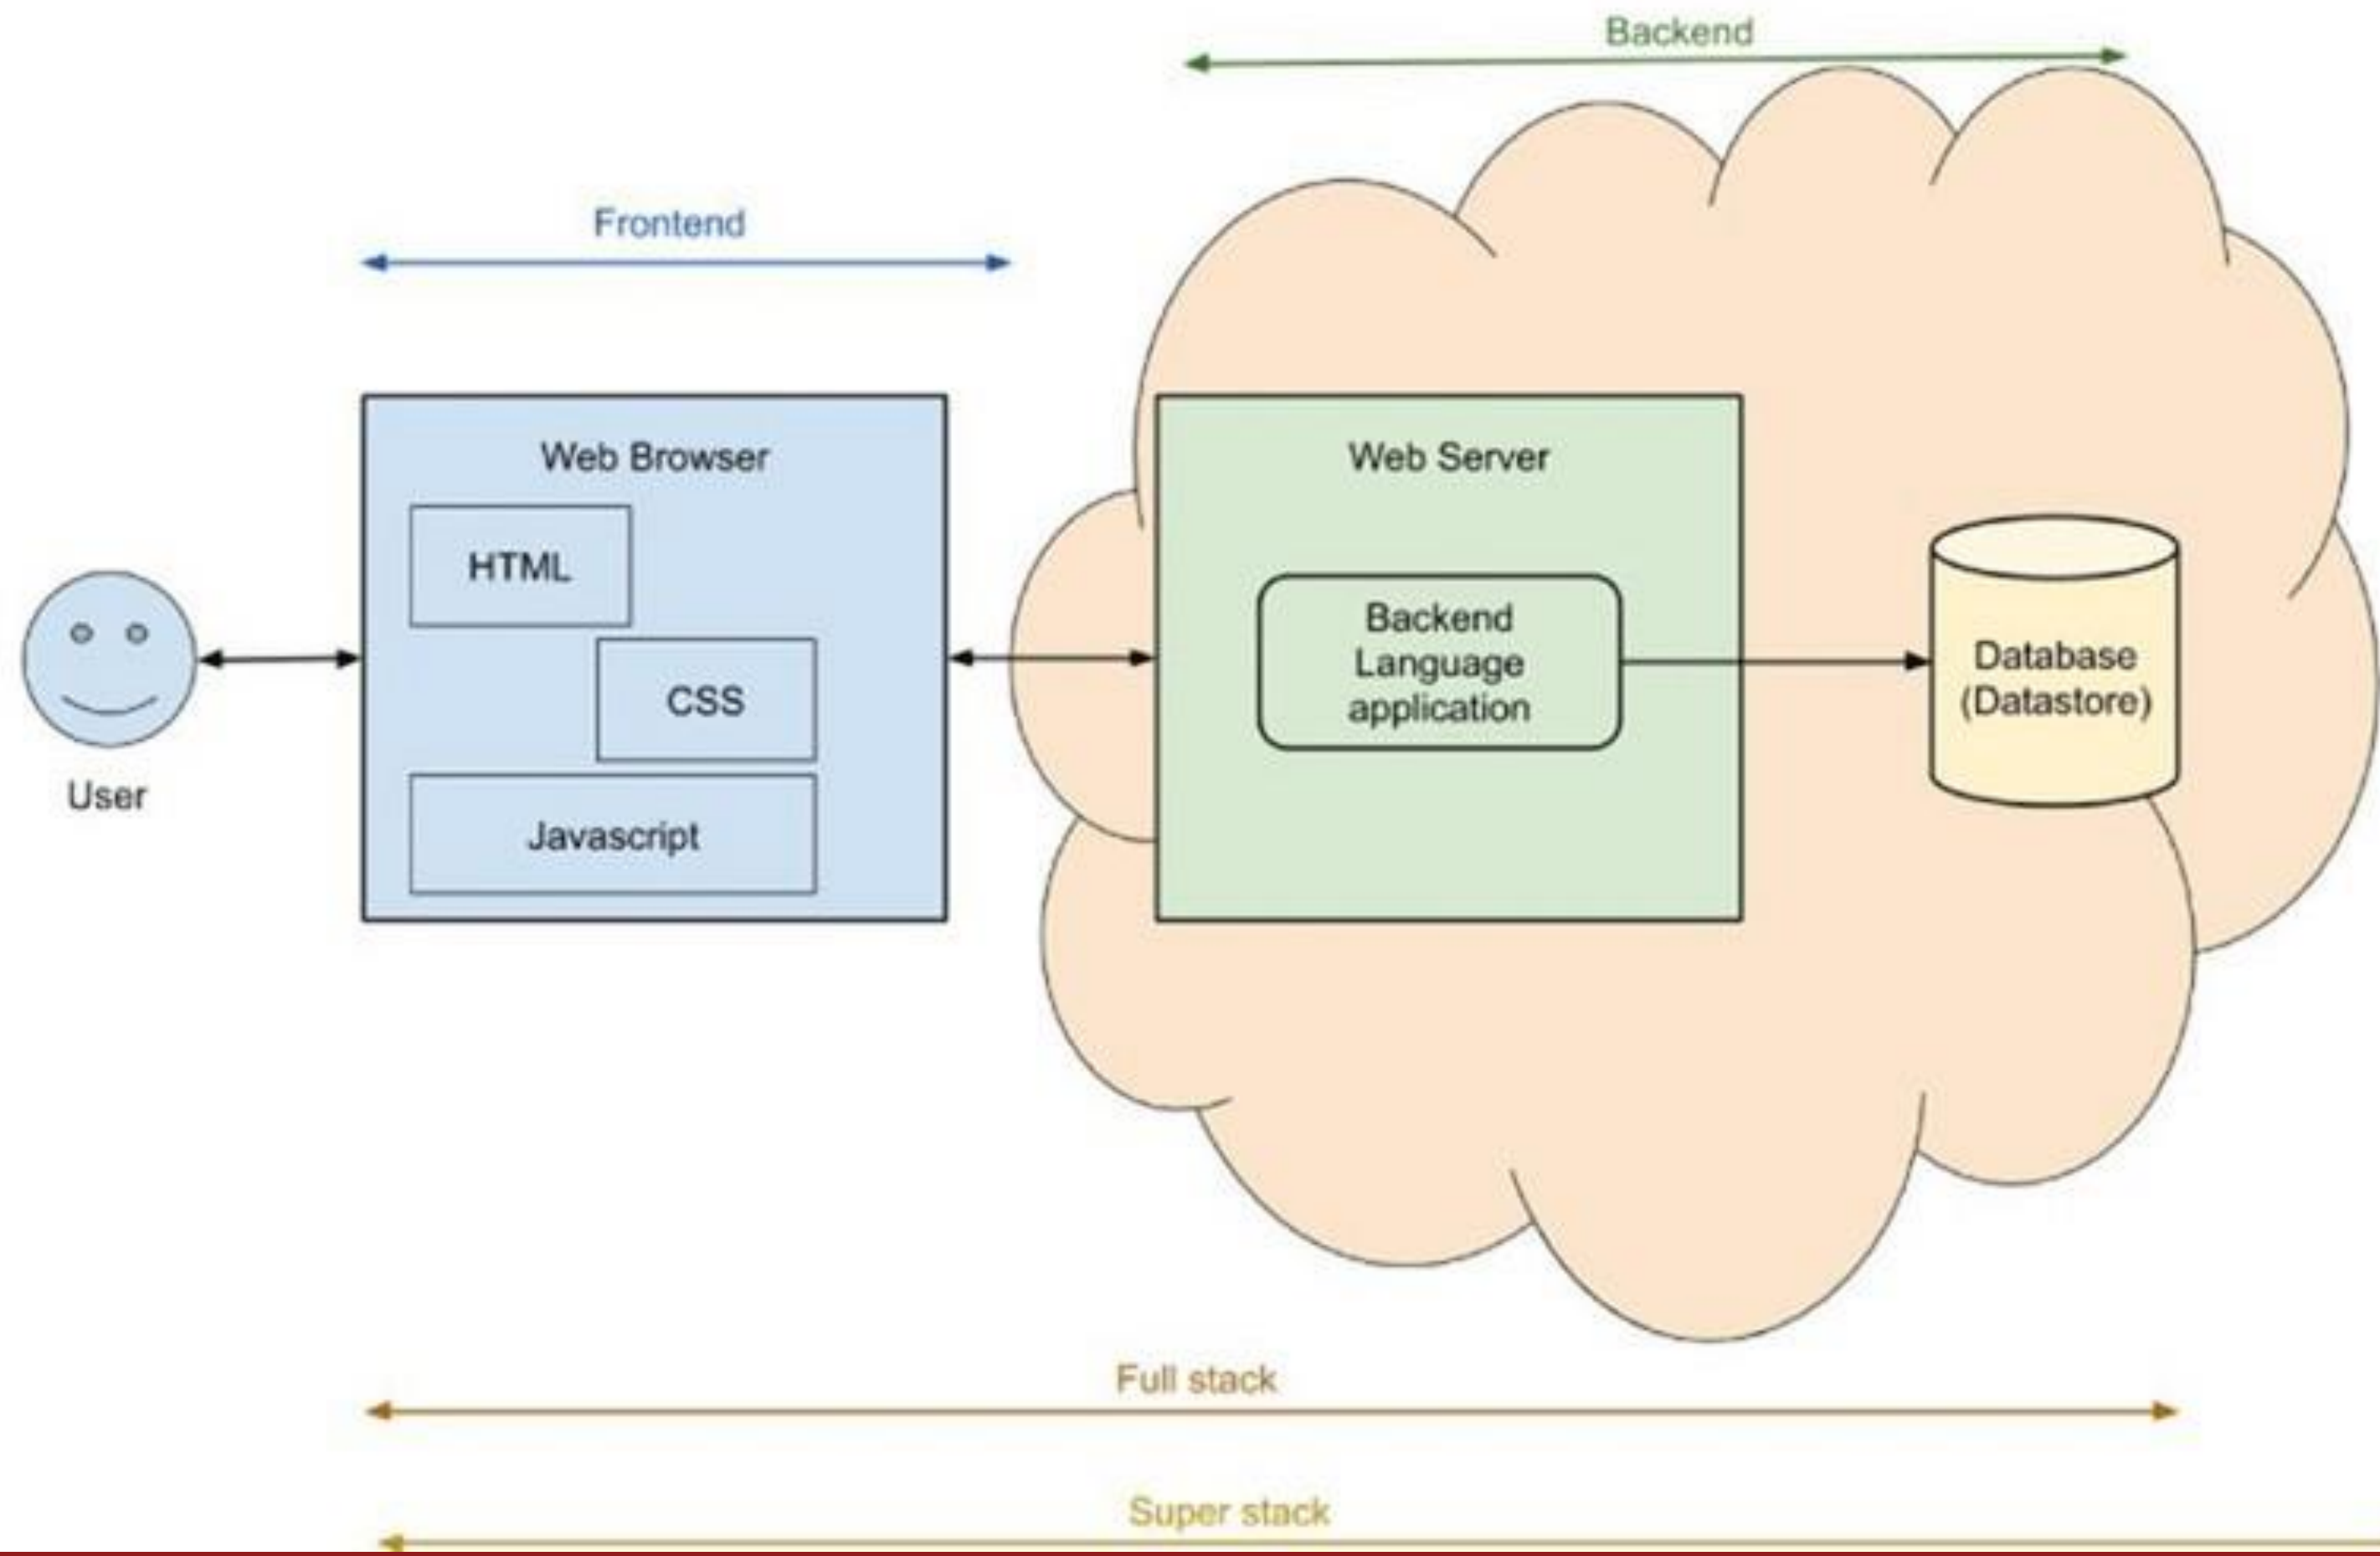 Backend
Frontend
Web Browser
HTML
CSS
Javascript
User
Web Server
Backend
Language
application
Database
(Datastore)
Full stack
Super stack